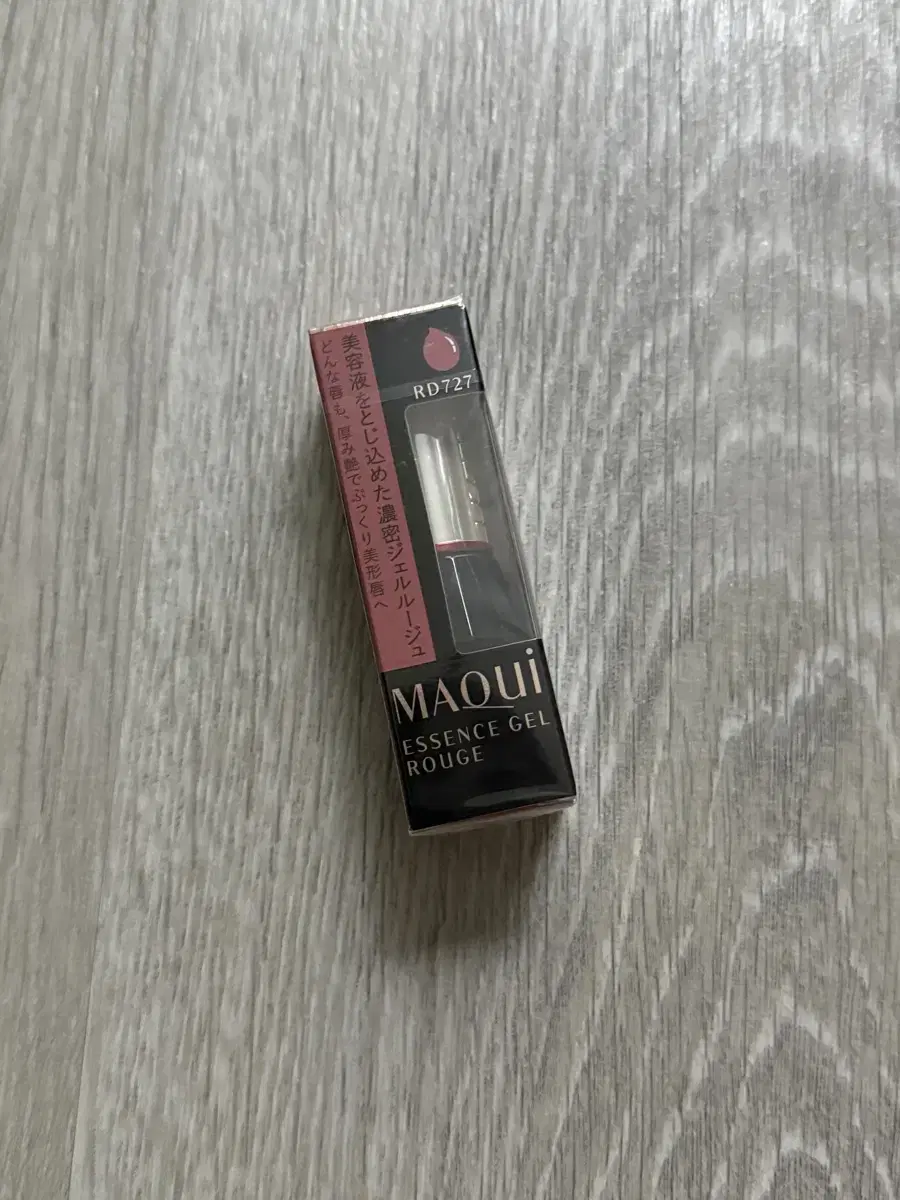 美容液をとじ込めた濃密ジェルルージュ
どんな唇も、厚み艶でぷっくり美形唇へ
RD727
MAQUi
ESSENCE GEL
ROUGE